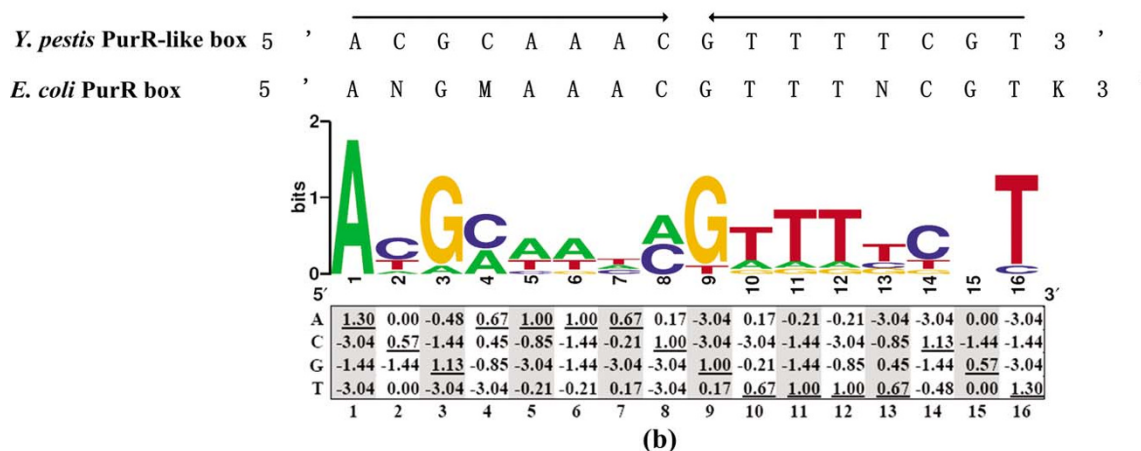 Y. pestis PurR-like box 5 ' A C G C A A A C G T T T T C G T 3 '
E. coli PurR box 5 ' A N G M A A A C G T T T N C G T K 3
2
bits
1
0
1 2 3 4 5 6 7 8 9 10 11 12 13 14 15 16
5′ 3′
A 1.30 0.00 -0.48 0.67 1.00 1.00 0.67 0.17 -3.04 0.17 -0.21 -0.21 -3.04 -3.04 0.00 -3.04
C -3.04 0.57 -1.44 0.45 -0.85 -1.44 -0.21 1.00 -3.04 -3.04 -1.44 -3.04 -0.85 1.13 -1.44 -1.44
G -1.44 -1.44 1.13 -0.85 -3.04 -1.44 -3.04 -3.04 1.00 -0.21 -1.44 -0.85 0.45 -1.44 0.57 -3.04
T -3.04 0.00 -3.04 -3.04 -0.21 -0.21 0.17 -3.04 0.17 0.67 1.00 1.00 0.67 -0.48 0.00 1.30
1 2 3 4 5 6 7 8 9 10 11 12 13 14 15 16
(b)